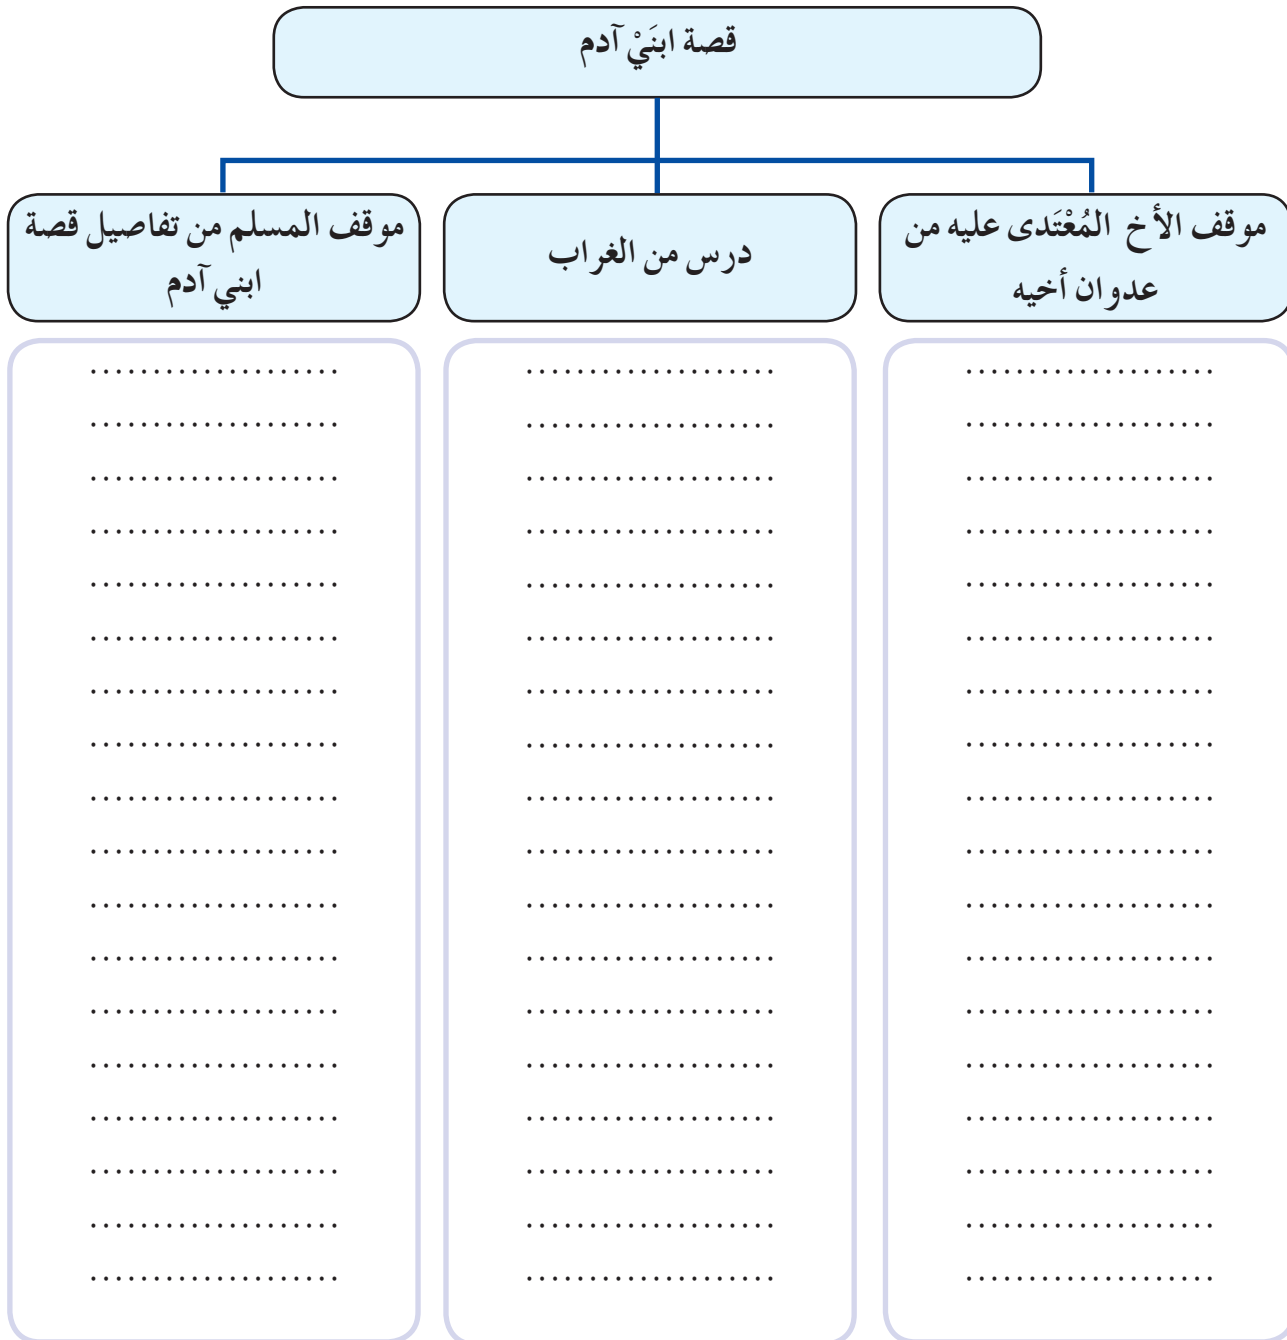 قصة ابنَيْ آدم
موقف الأخ المُعْتَدى عليه من
عدوان أخيه
درس من الغراب
موقف المسلم من تفاصيل قصة
ابني آدم